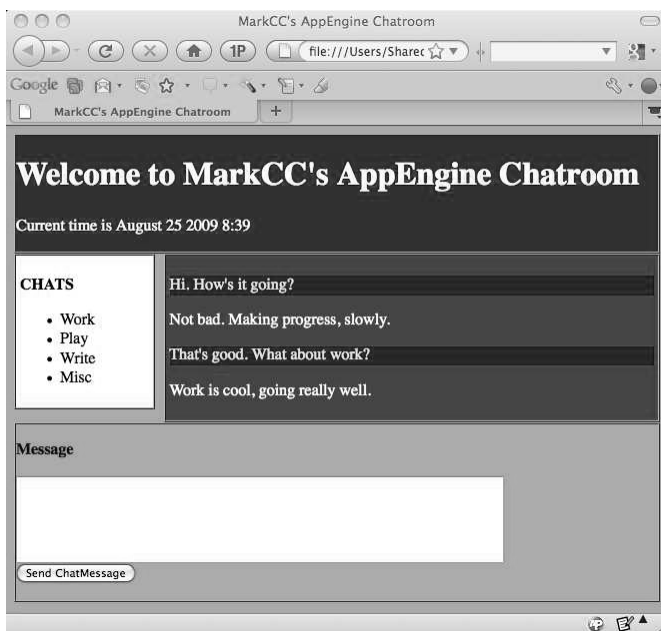 MarkCC's AppEngine Chatroom
1P
file:///Users/Shared
Google
MarkCC's AppEngine Chatroom
+
Welcome to MarkCC's AppEngine Chatroom
Current time is August 25 2009 8:39
CHATS
• Work
• Play
• Write
• Misc
Hi. How's it going?
Not bad. Making progress, slowly.
That's good. What about work?
Work is cool, going really well.
Message
Send ChatMessage